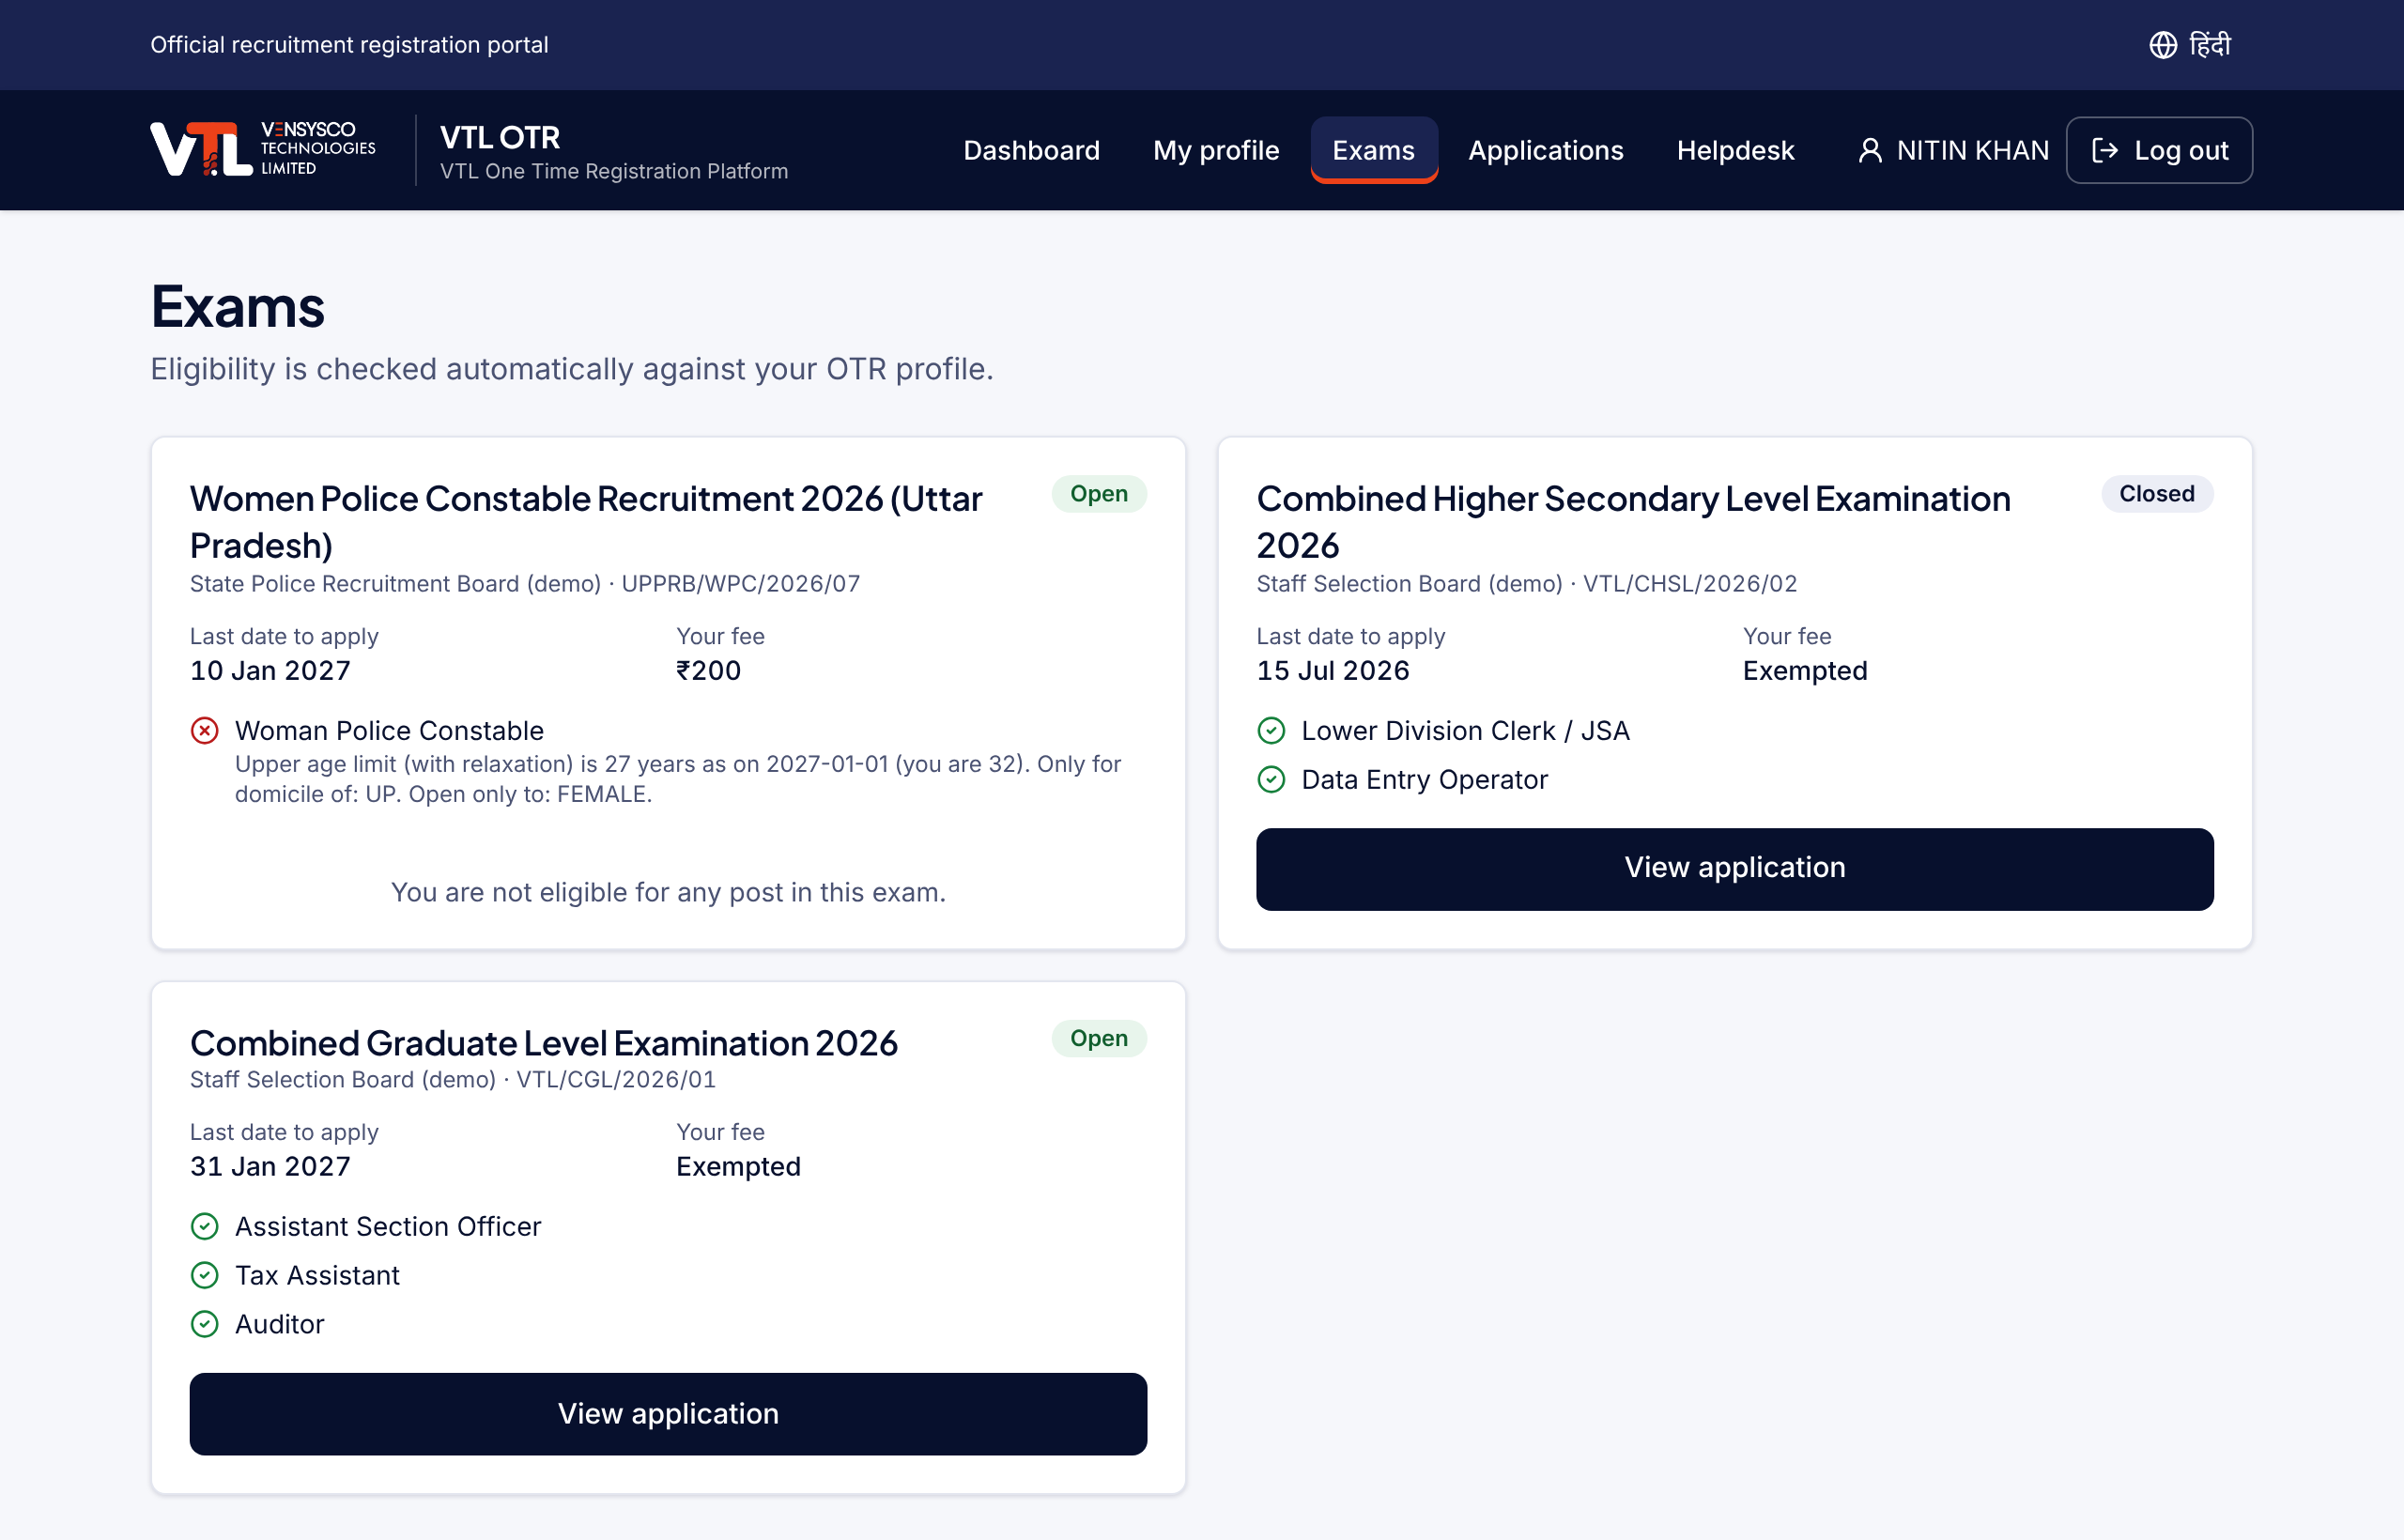 Official recruitment registration portal
हिंदी
VTL
VENSYSCO
TECHNOLOGIES
LIMITED
VTL OTR
VTL One Time Registration Platform
Dashboard
My profile
Exams
Applications
Helpdesk
NITIN KHAN
Log out
Exams
Eligibility is checked automatically against your OTR profile.
Women Police Constable Recruitment 2026 (Uttar
Pradesh)
Open
State Police Recruitment Board (demo) · UPPRB/WPC/2026/07
Last date to apply
10 Jan 2027
Your fee
₹200
Woman Police Constable
Upper age limit (with relaxation) is 27 years as on 2027-01-01 (you are 32). Only for
domicile of: UP. Open only to: FEMALE.
You are not eligible for any post in this exam.
Combined Higher Secondary Level Examination
2026
Closed
Staff Selection Board (demo) · VTL/CHSL/2026/02
Last date to apply
15 Jul 2026
Your fee
Exempted
Lower Division Clerk / JSA
Data Entry Operator
View application
Combined Graduate Level Examination 2026
Open
Staff Selection Board (demo) · VTL/CGL/2026/01
Last date to apply
31 Jan 2027
Your fee
Exempted
Assistant Section Officer
Tax Assistant
Auditor
View application